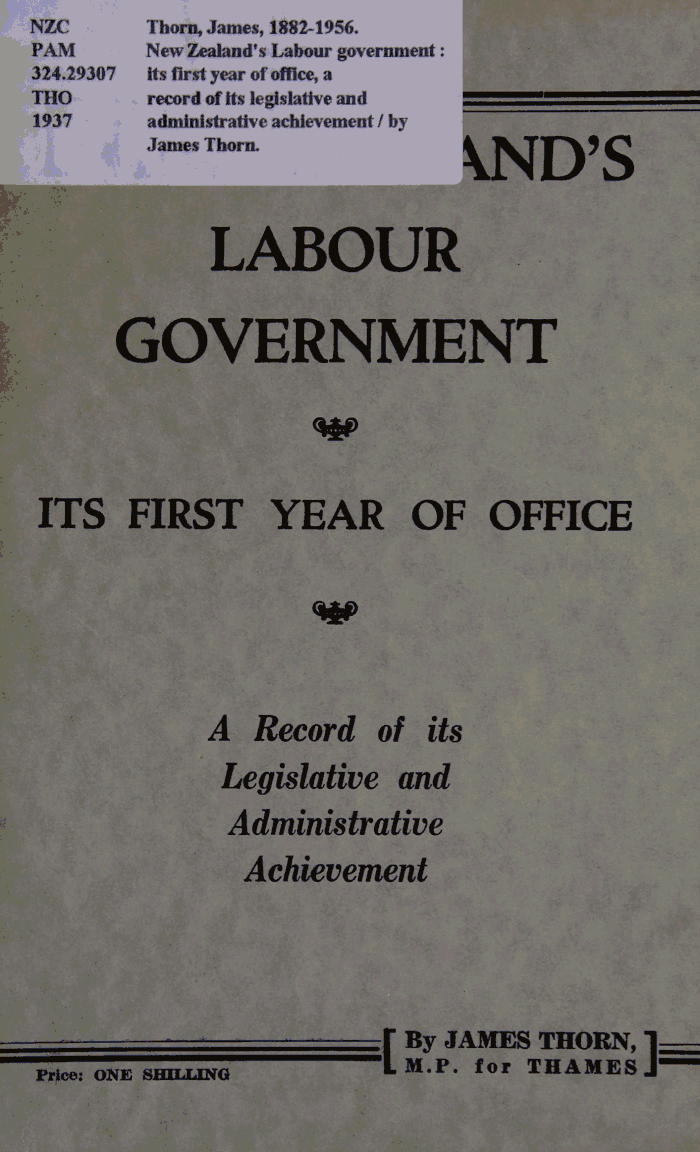 NZC Thorn, James, 1882-1956.
PAM New Zealand's Labour government :
324.29307 its first year of office, a
THO record of its legislative and
1937 administrative achievement / by
James Thorn.
AND'S
LABOUR
GOVERNMENT
ITS FIRST YEAR OF OFFICE
A Record of its
Legislative and
Administrative
Achievement
By JAMES THORN,
M.P. for THAMES
Price: ONE SHILLING